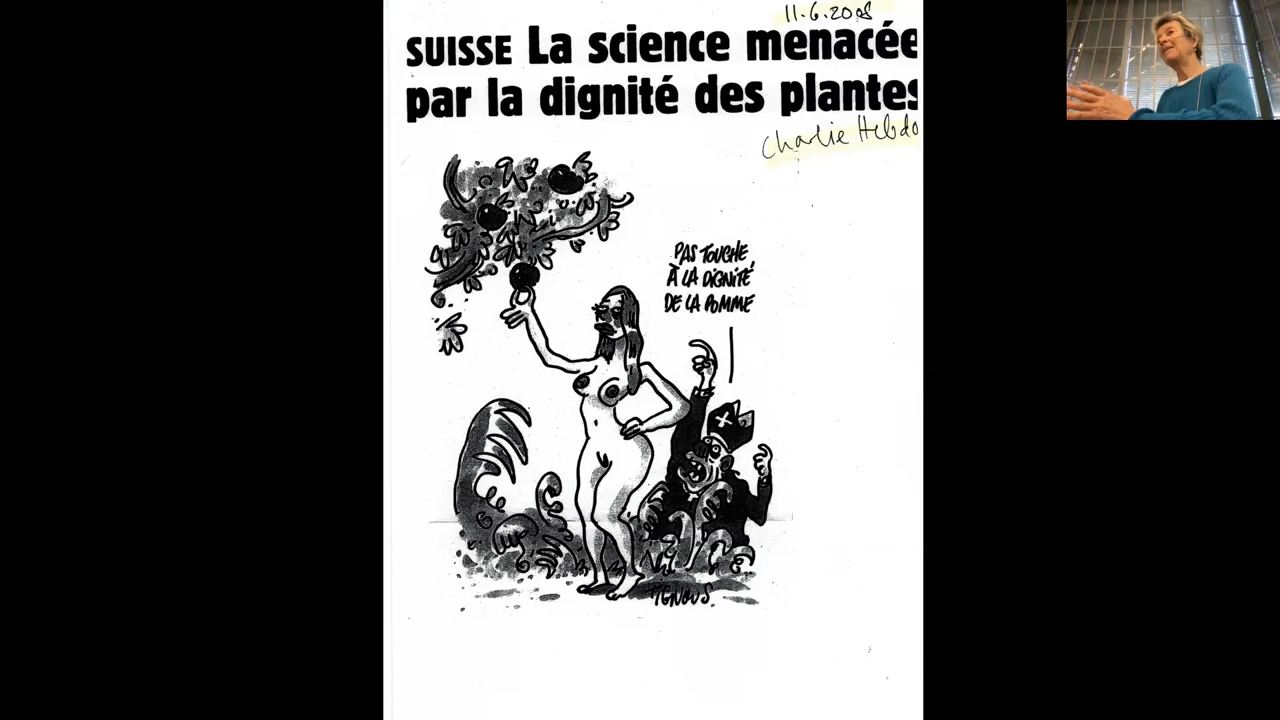 11.6.2008
SUISSE La science menacée
par la dignité des plantes
Charlie Hebdo
PAS TOUCHE
À LA DIGNITÉ
DE LA POMME
TIGNOUS